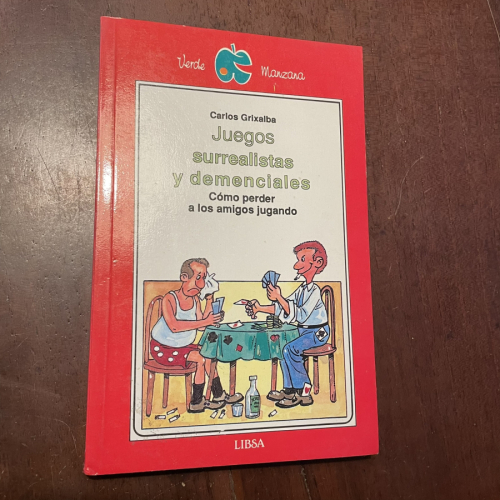 Verde Manzana
Carlos Grixalba
Juegos
surrealistas
y demenciales
Cómo perder
a los amigos jugando
LIBSA